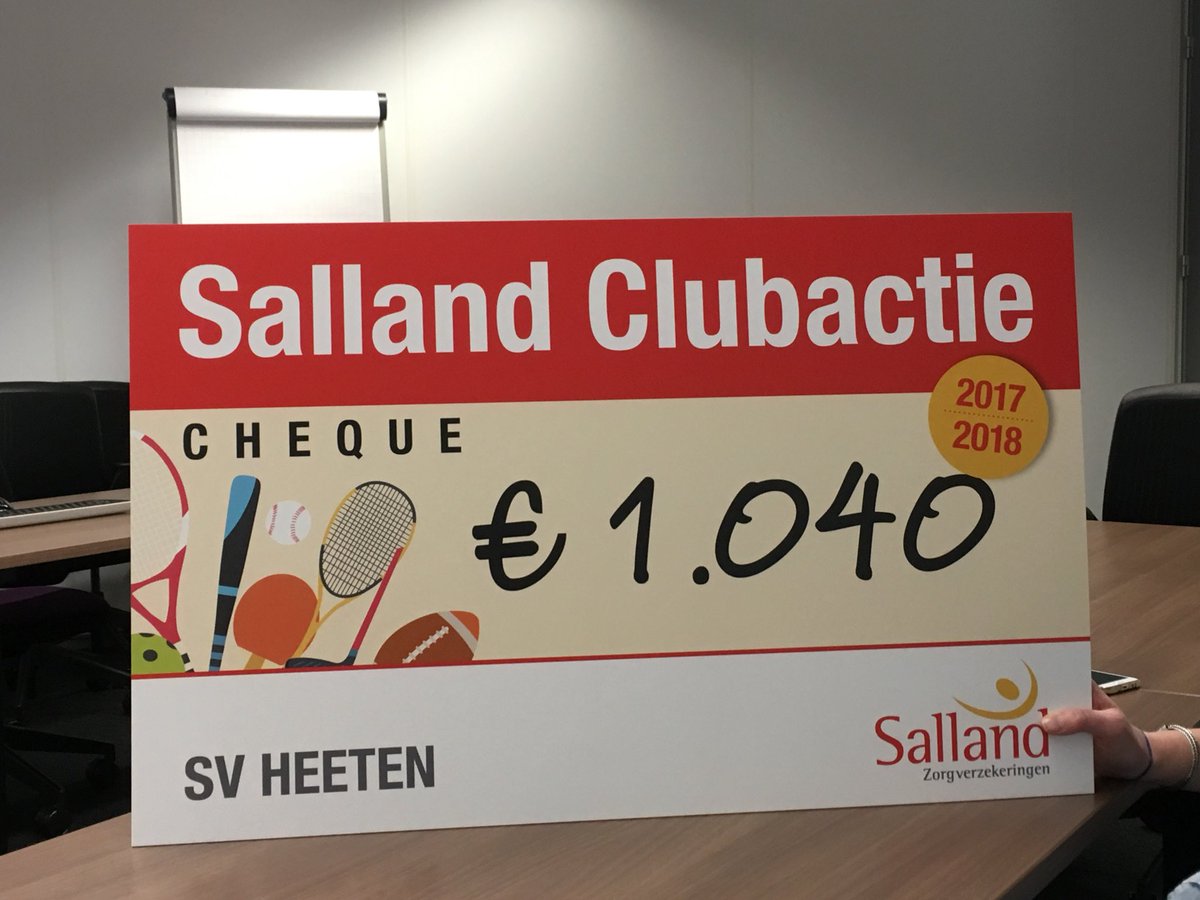 Salland Clubactie
2017
2018
CHEQUE
€ 1.040
SV HEETEN
Salland
Zorgverzekeringen